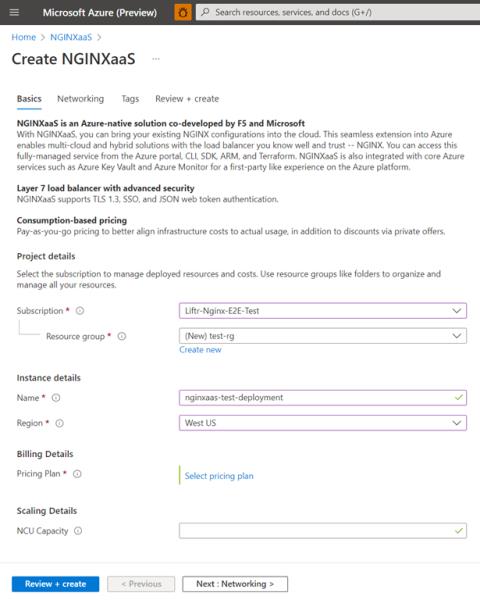 Microsoft Azure (Preview)
Search resources, services, and docs (G+/)
Home > NGINXaaS >
Create NGINXaaS ...
Basics Networking Tags Review + create
NGINXaaS is an Azure-native solution co-developed by F5 and Microsoft
With NGINXaaS, you can bring your existing NGINX configurations into the cloud. This seamless extension into Azure
enables multi-cloud and hybrid solutions with the load balancer you know well and trust -- NGINX. You can access this
fully-managed service from the Azure portal, CLI, SDK, ARM, and Terraform. NGINXaaS is also integrated with core Azure
services such as Azure Key Vault and Azure Monitor for a first-party like experience on the Azure platform.
Layer 7 load balancer with advanced security
NGINXaaS supports TLS 1.3, SSO, and JSON web token authentication.
Consumption-based pricing
Pay-as-you-go pricing to better align infrastructure costs to actual usage, in addition to discounts via private offers.
Project details
Select the subscription to manage deployed resources and costs. Use resource groups like folders to organize and
manage all your resources.
Subscription * Liftr-Nginx-E2E-Test
Resource group * (New) test-rg
Create new
Instance details
Name * nginxaas-test-deployment
Region * West US
Billing Details
Pricing Plan * Select pricing plan
Scaling Details
NCU Capacity
Review + create < Previous Next : Networking >